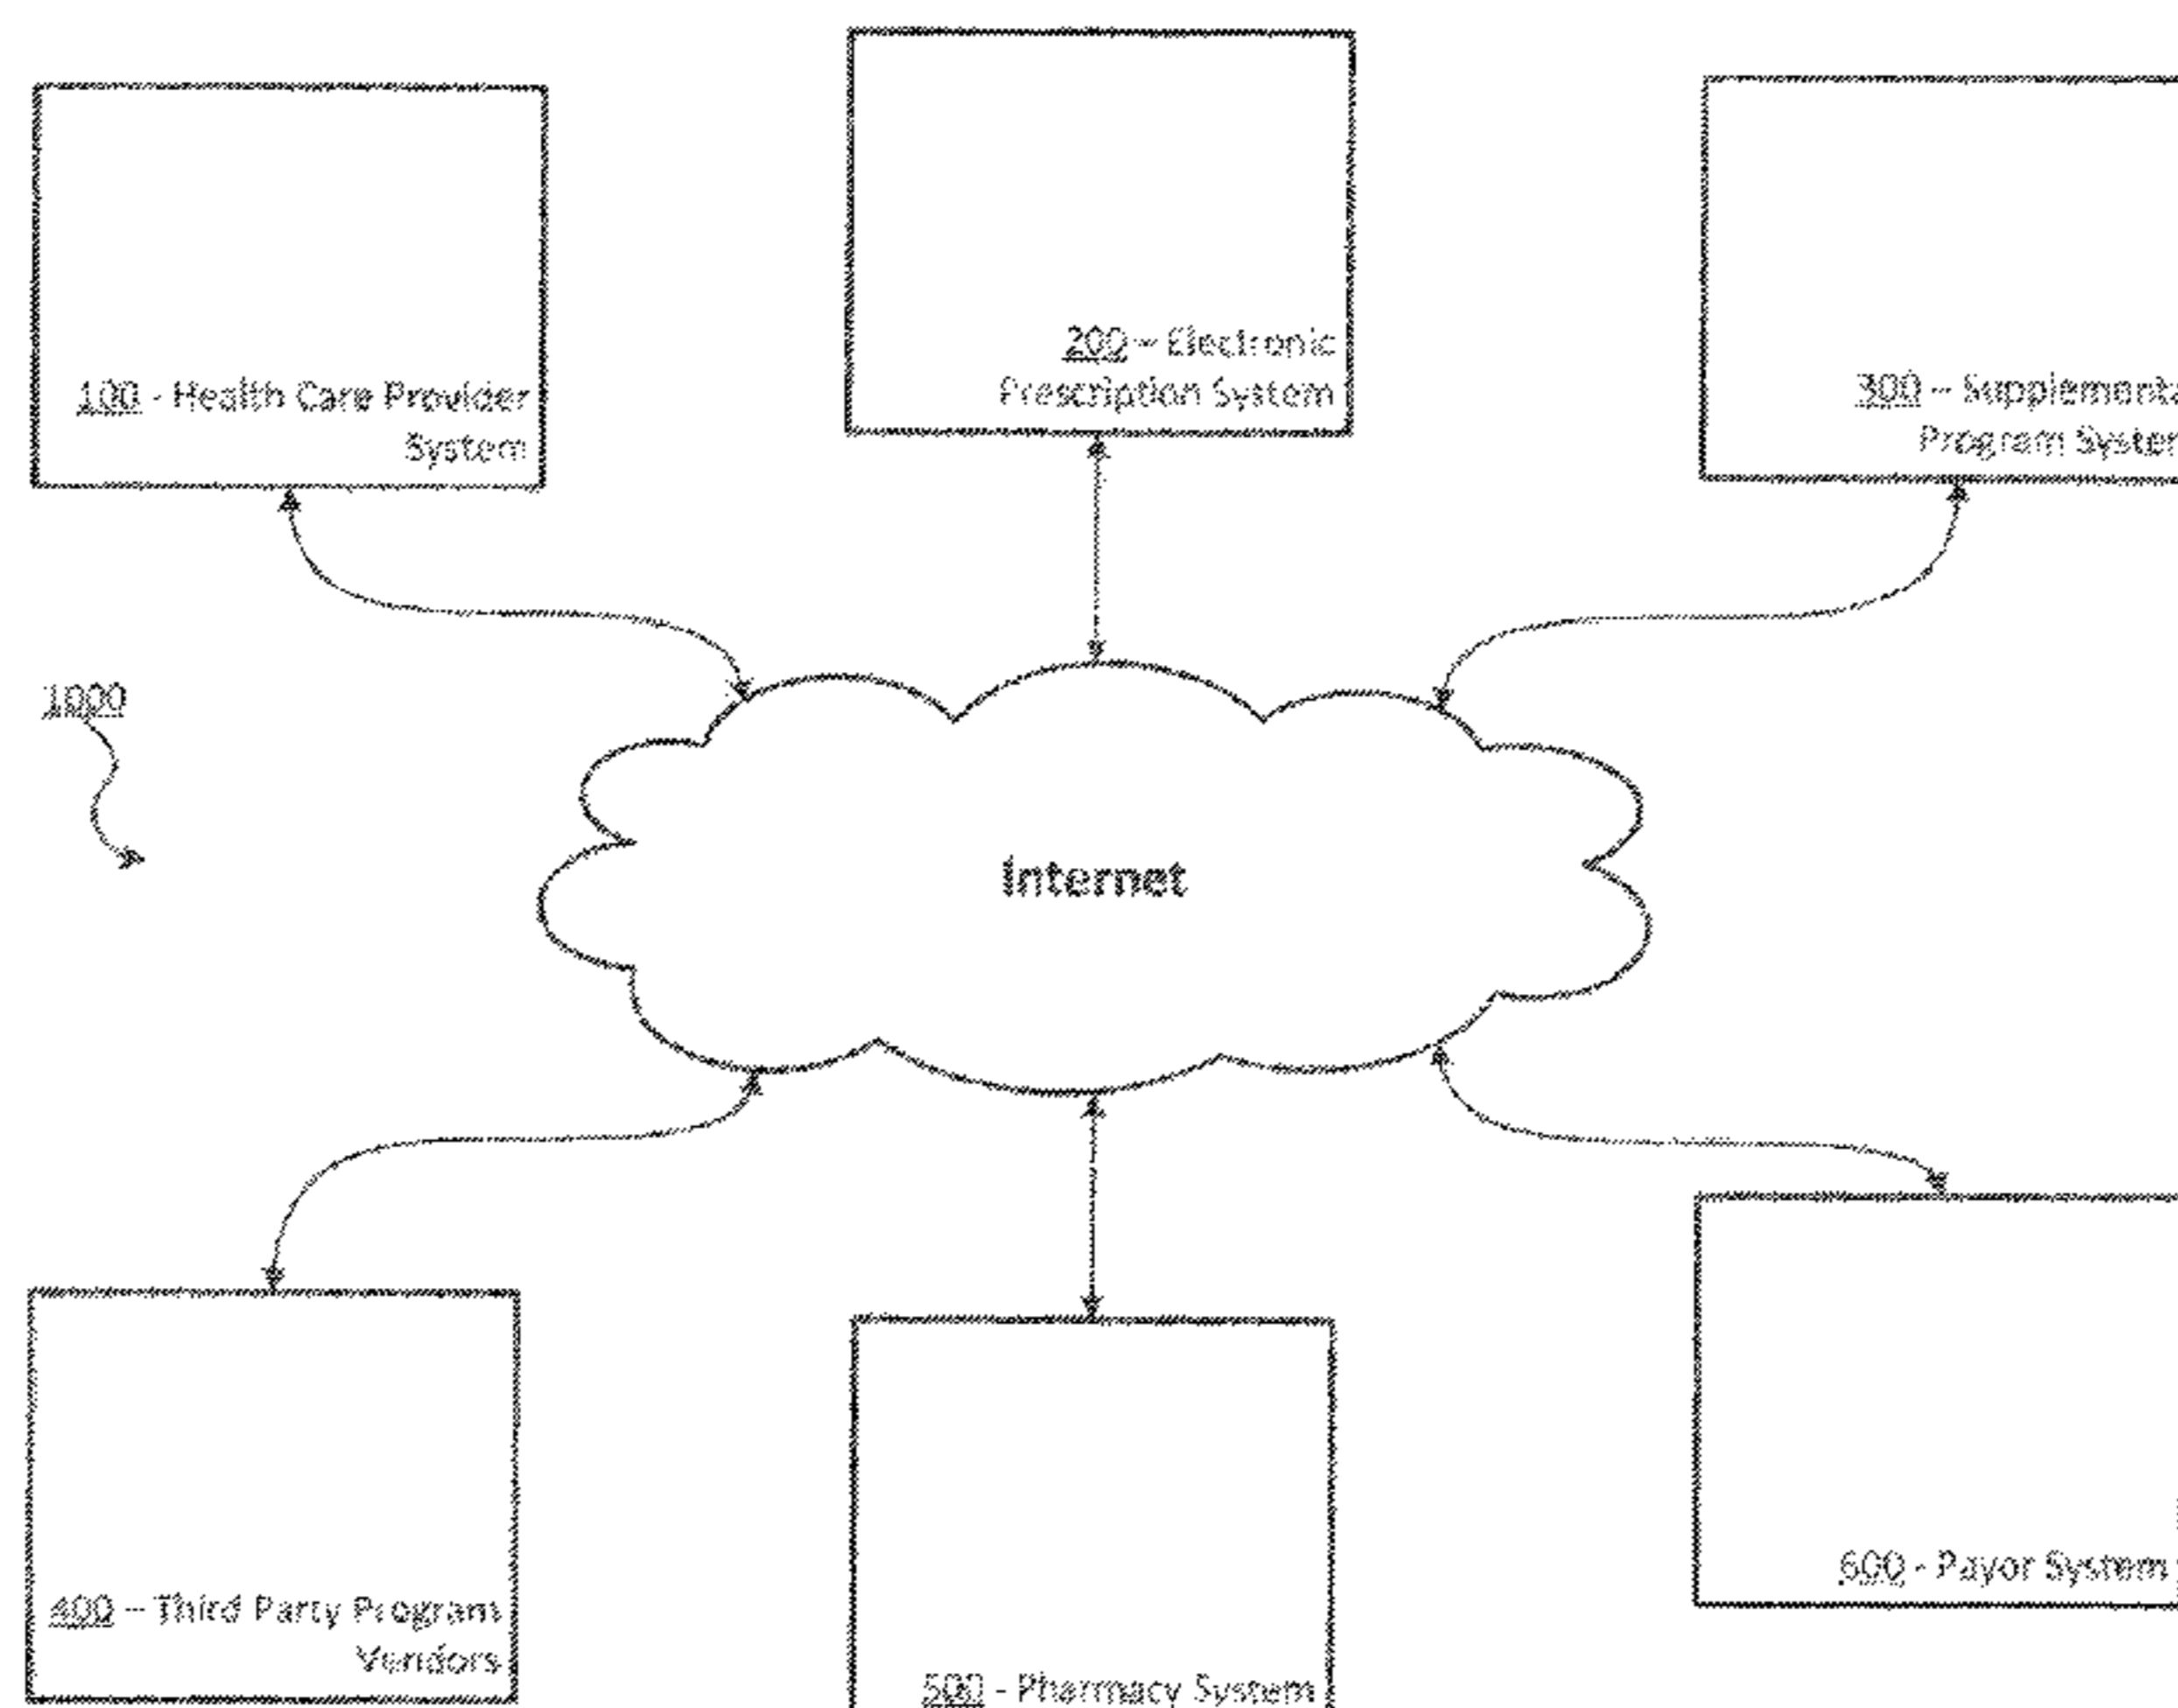 200 – Electronic
Prescription System
100 - Health Care Provider
System
300 – Supplementa
Program System
1000
Internet
600 - Payor System
400 – Third Party Program
Vendors
500 - Pharmacy System